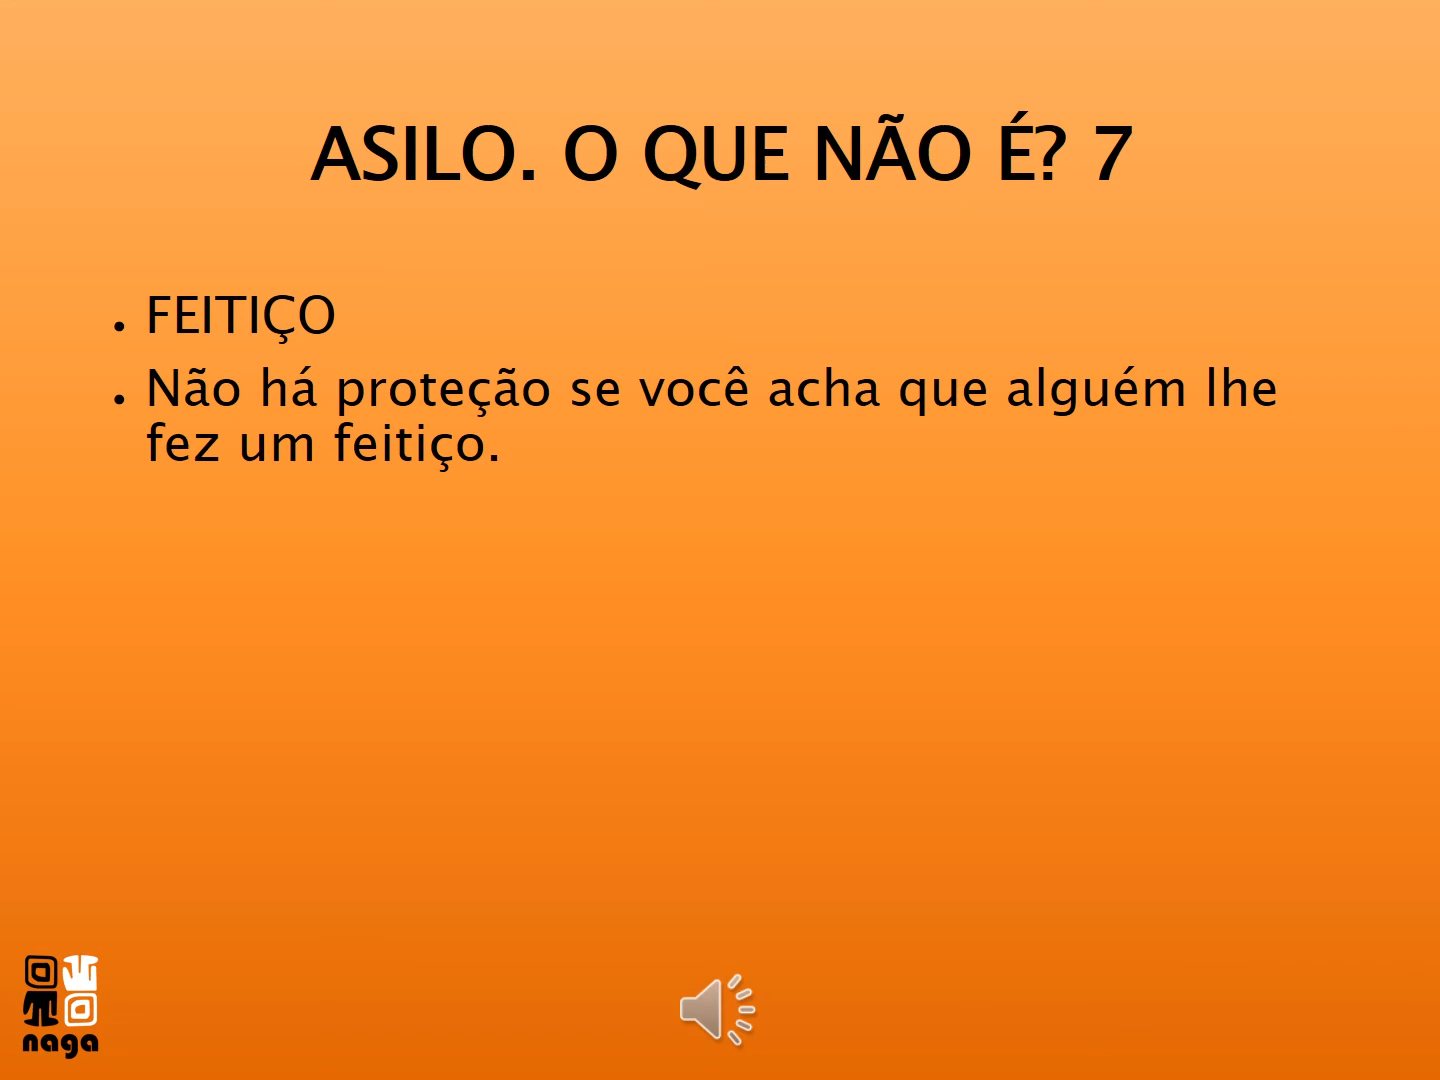 ASILO. O QUE NÃO É? 7
• FEITIÇO
• Não há proteção se você acha que alguém lhe
fez um feitiço.
naga